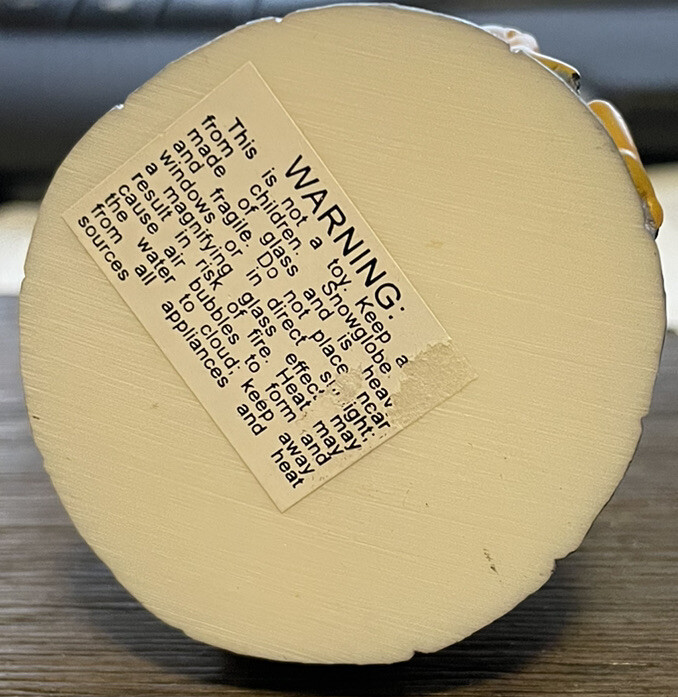 WARNING:
This is not a toy. Keep
from children. Snowglobe
made of glass and is
and fragile. Do not place near
windows or in direct
a magnifying glass effect may
result in risk of fire. Heat may
cause air bubbles to form and
the water to cloud; keep away
from all appliances and heat
sources